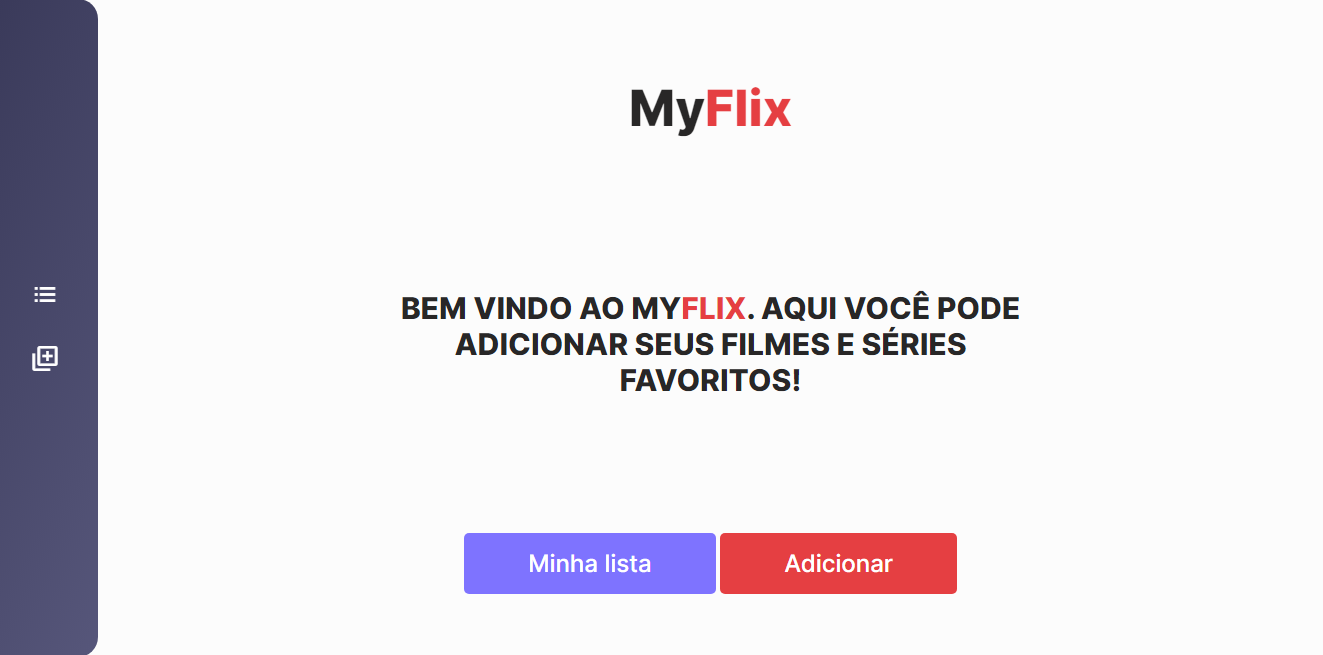 MyFlix
BEM VINDO AO MYFLIX. AQUI VOCÊ PODE
ADICIONAR SEUS FILMES E SÉRIES
FAVORITOS!
Minha lista
Adicionar